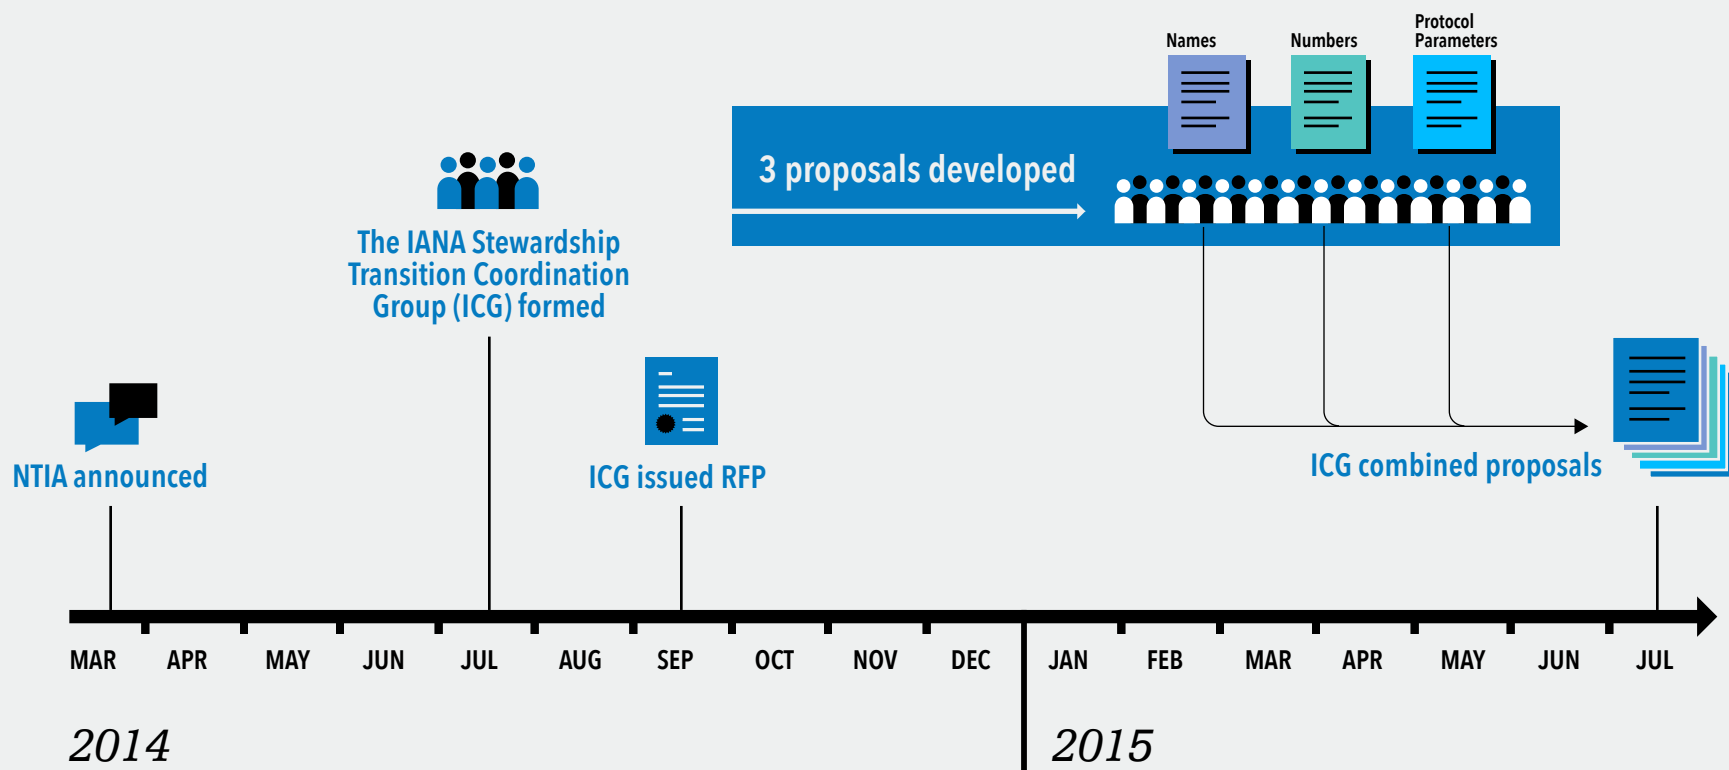 Names
Numbers
Protocol
Parameters
3 proposals developed
The IANA Stewardship
Transition Coordination
Group (ICG) formed
NTIA announced
ICG issued RFP
ICG combined proposals
MAR APR MAY JUN JUL AUG SEP OCT NOV DEC JAN FEB MAR APR MAY JUN JUL
2014 2015